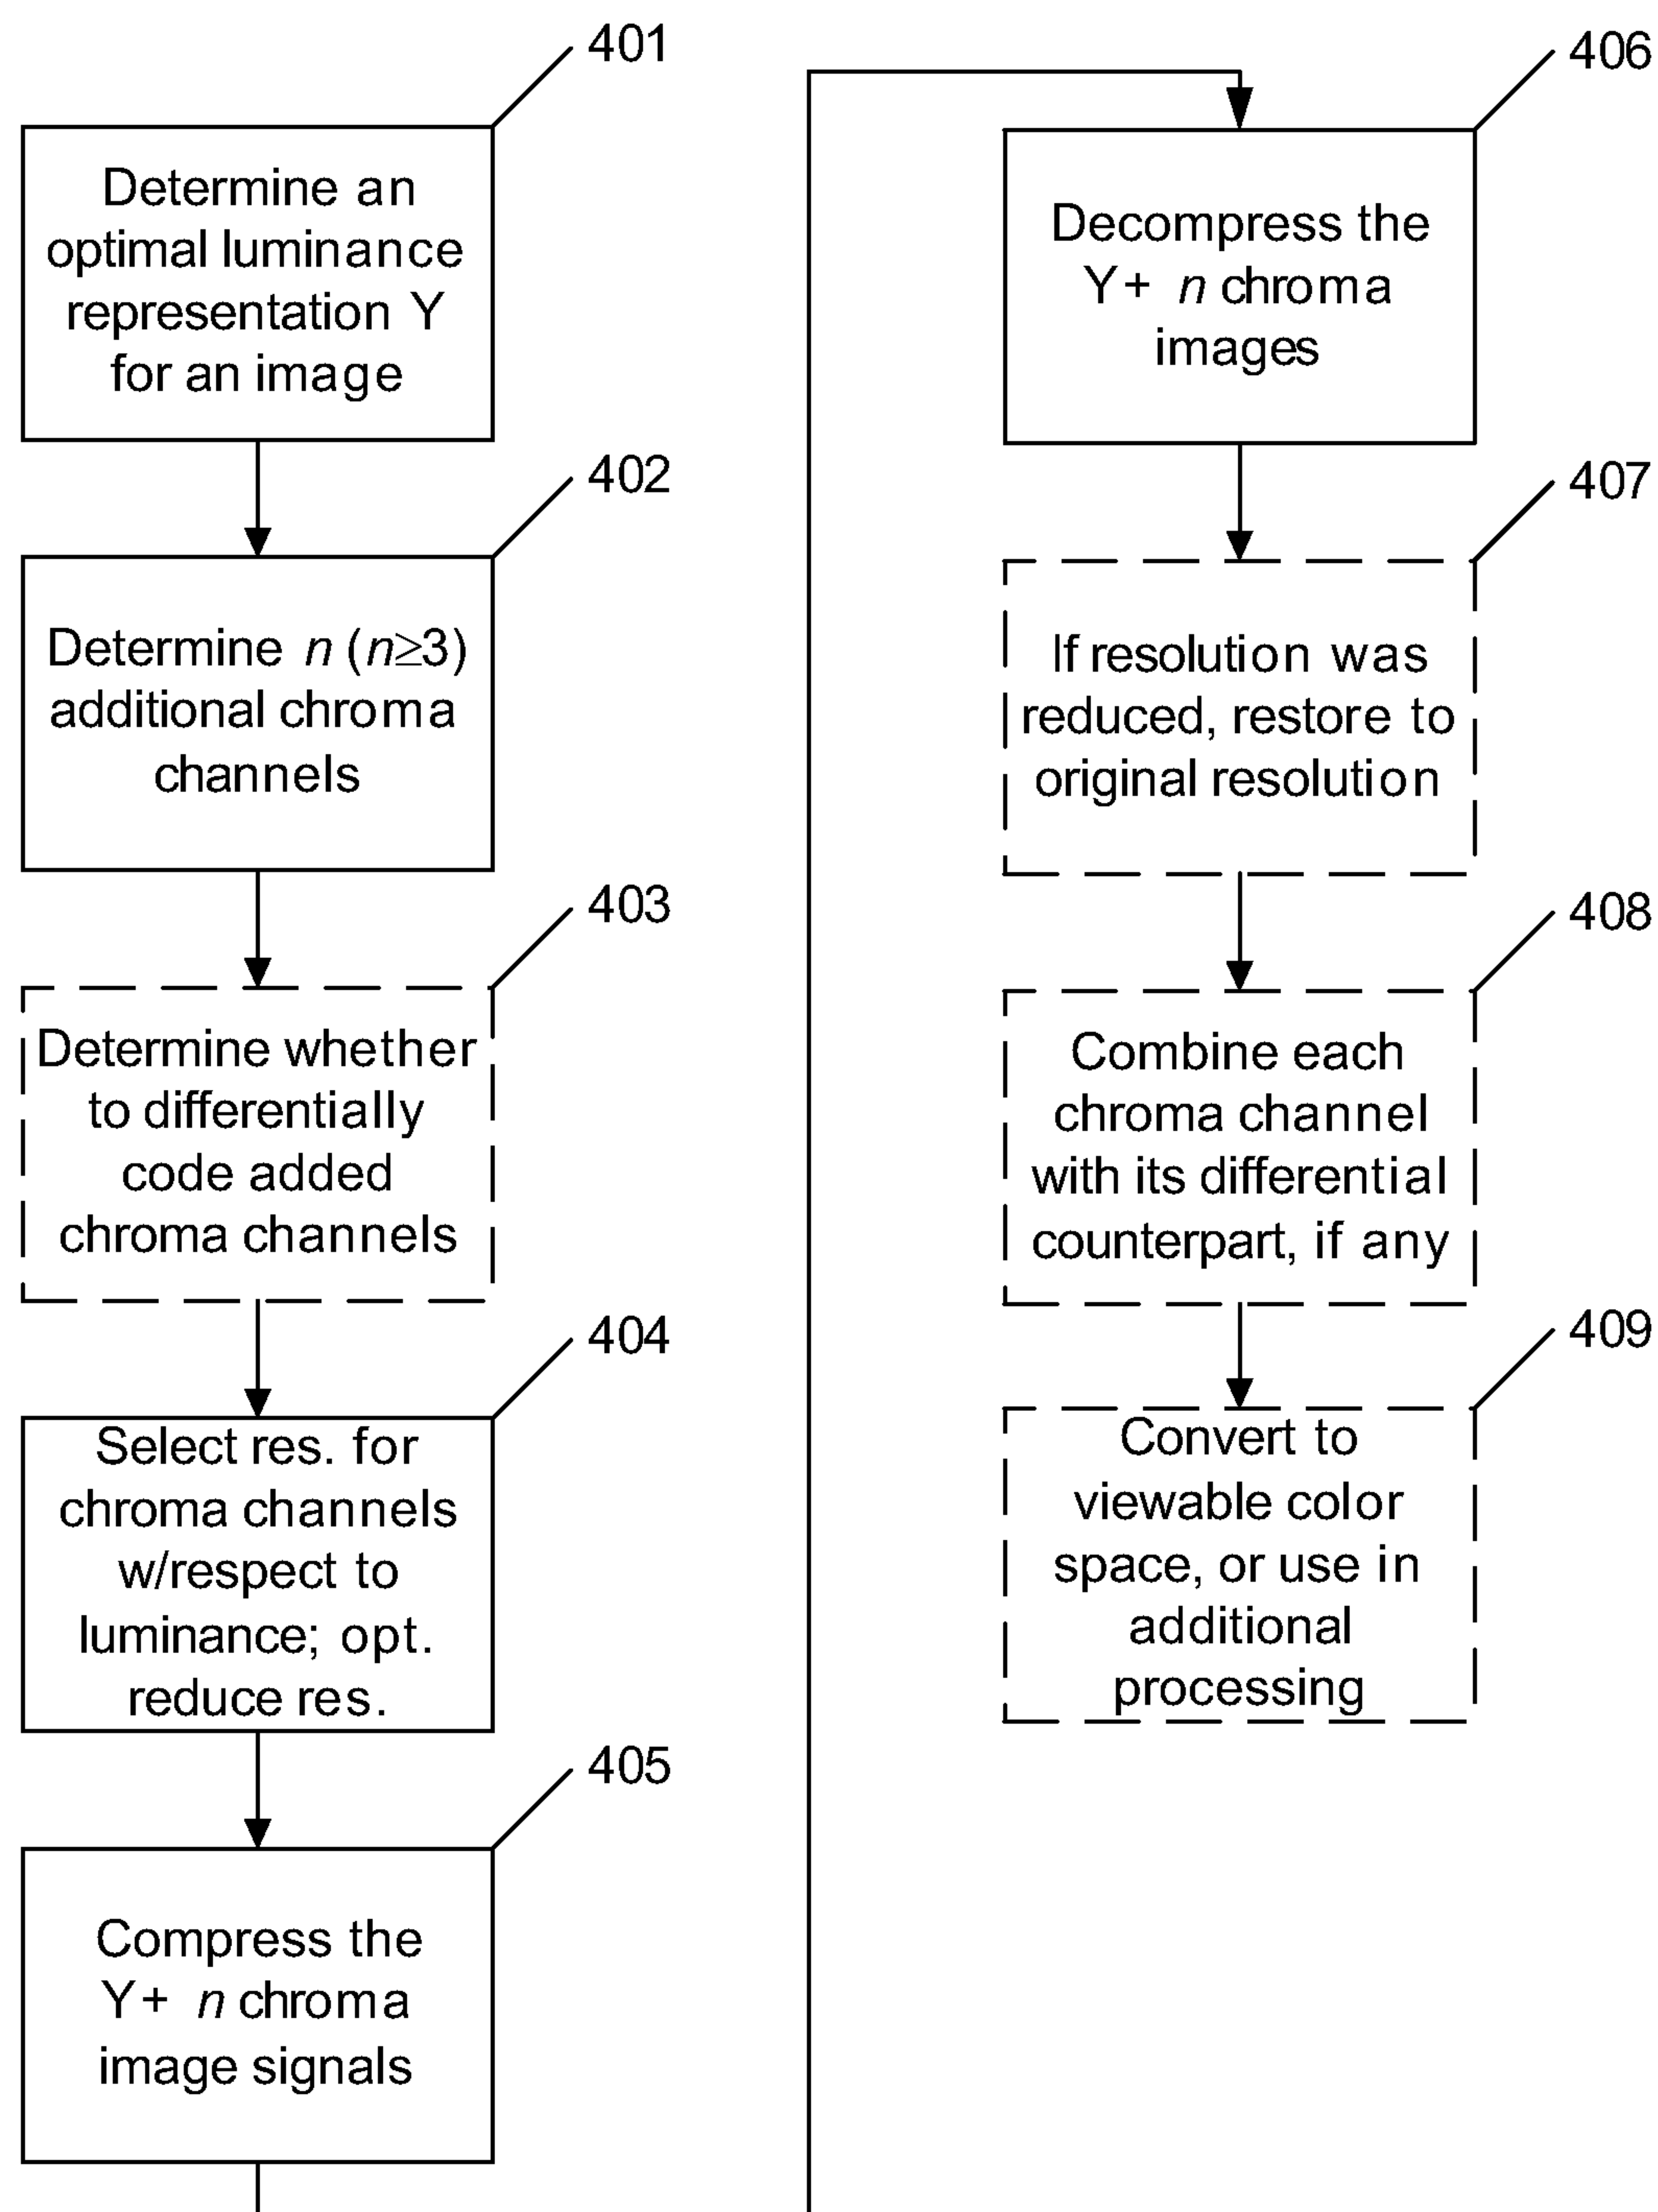 401
Determine an
optimal luminance
representation Y
for an image
402
Determine n (n≥3)
additional chroma
channels
403
Determine whether
to differentially
code added
chroma channels
404
Select res. for
chroma channels
w/respect to
luminance; opt.
reduce res.
405
Compress the
Y+ n chroma
image signals
406
Decompress the
Y+ n chroma
images
407
If resolution was
reduced, restore to
original resolution
408
Combine each
chroma channel
with its differential
counterpart, if any
409
Convert to
viewable color
space, or use in
additional
processing